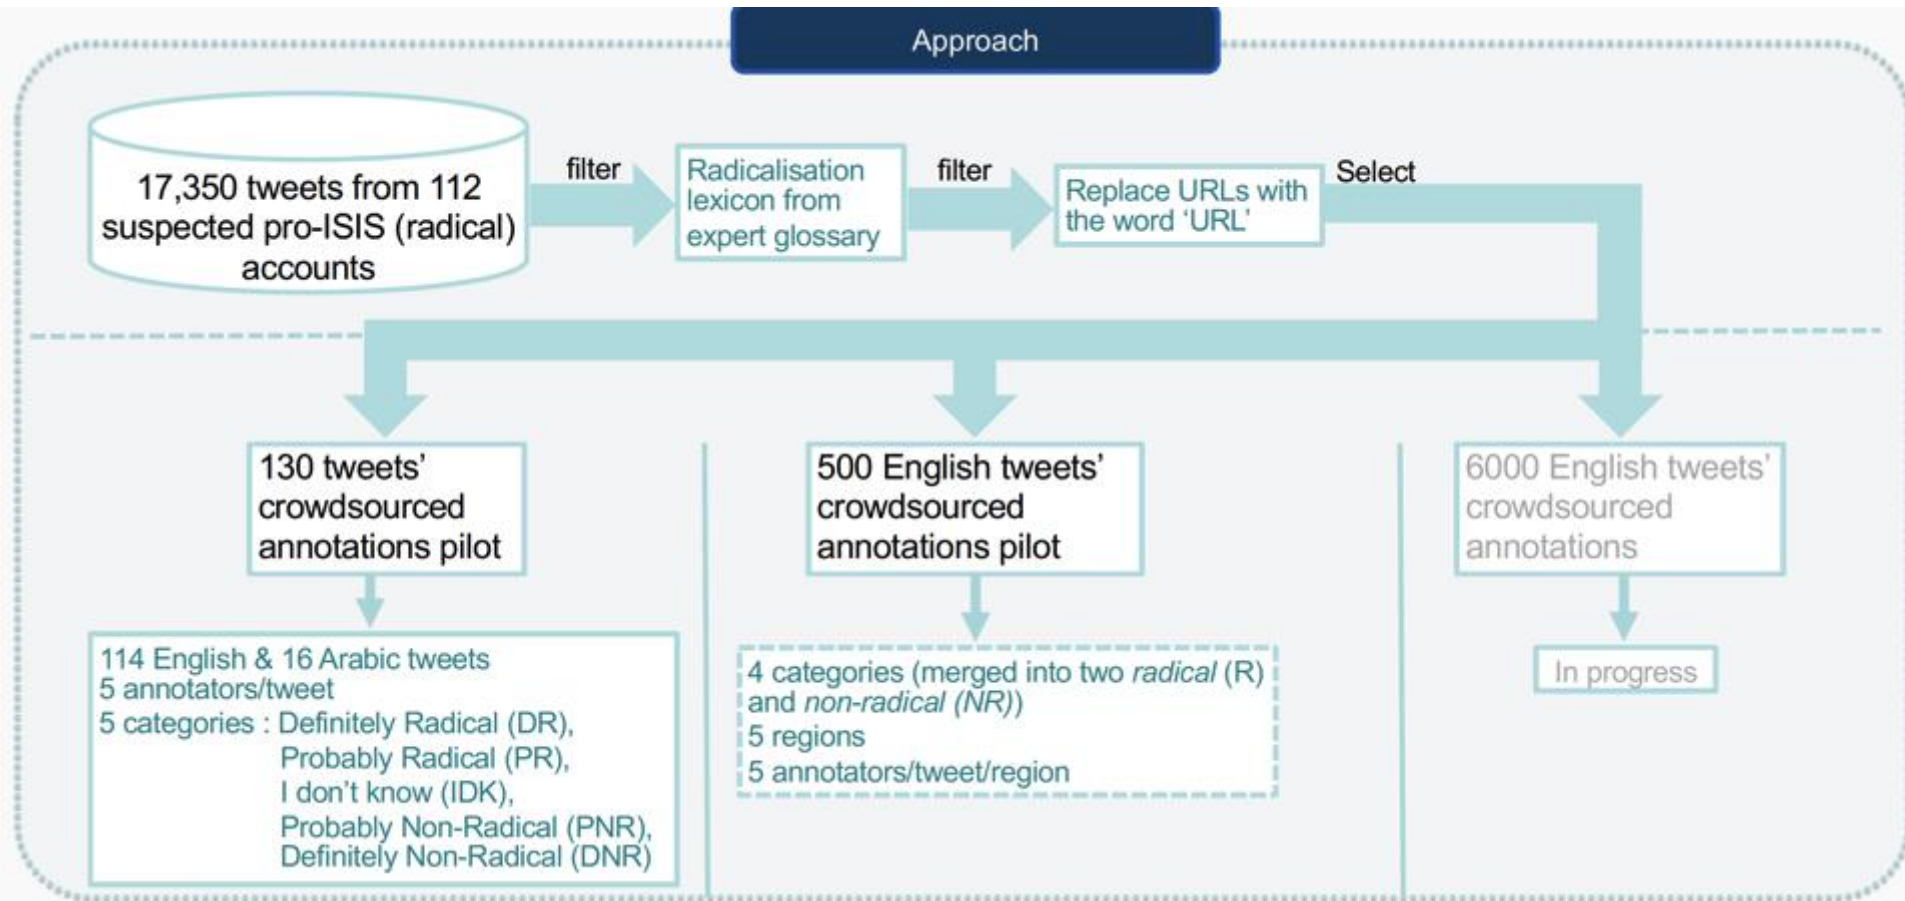 Approach
17,350 tweets from 112
suspected pro-ISIS (radical)
accounts
filter
Radicalisation
lexicon from
expert glossary
filter
Replace URLs with
the word ‘URL’
Select
130 tweets’
crowdsourced
annotations pilot
114 English & 16 Arabic tweets
5 annotators/tweet
5 categories : Definitely Radical (DR),
Probably Radical (PR),
I don’t know (IDK),
Probably Non-Radical (PNR),
Definitely Non-Radical (DNR)
500 English tweets’
crowdsourced
annotations pilot
4 categories (merged into two radical (R)
and non-radical (NR))
5 regions
5 annotators/tweet/region
6000 English tweets’
crowdsourced
annotations
In progress